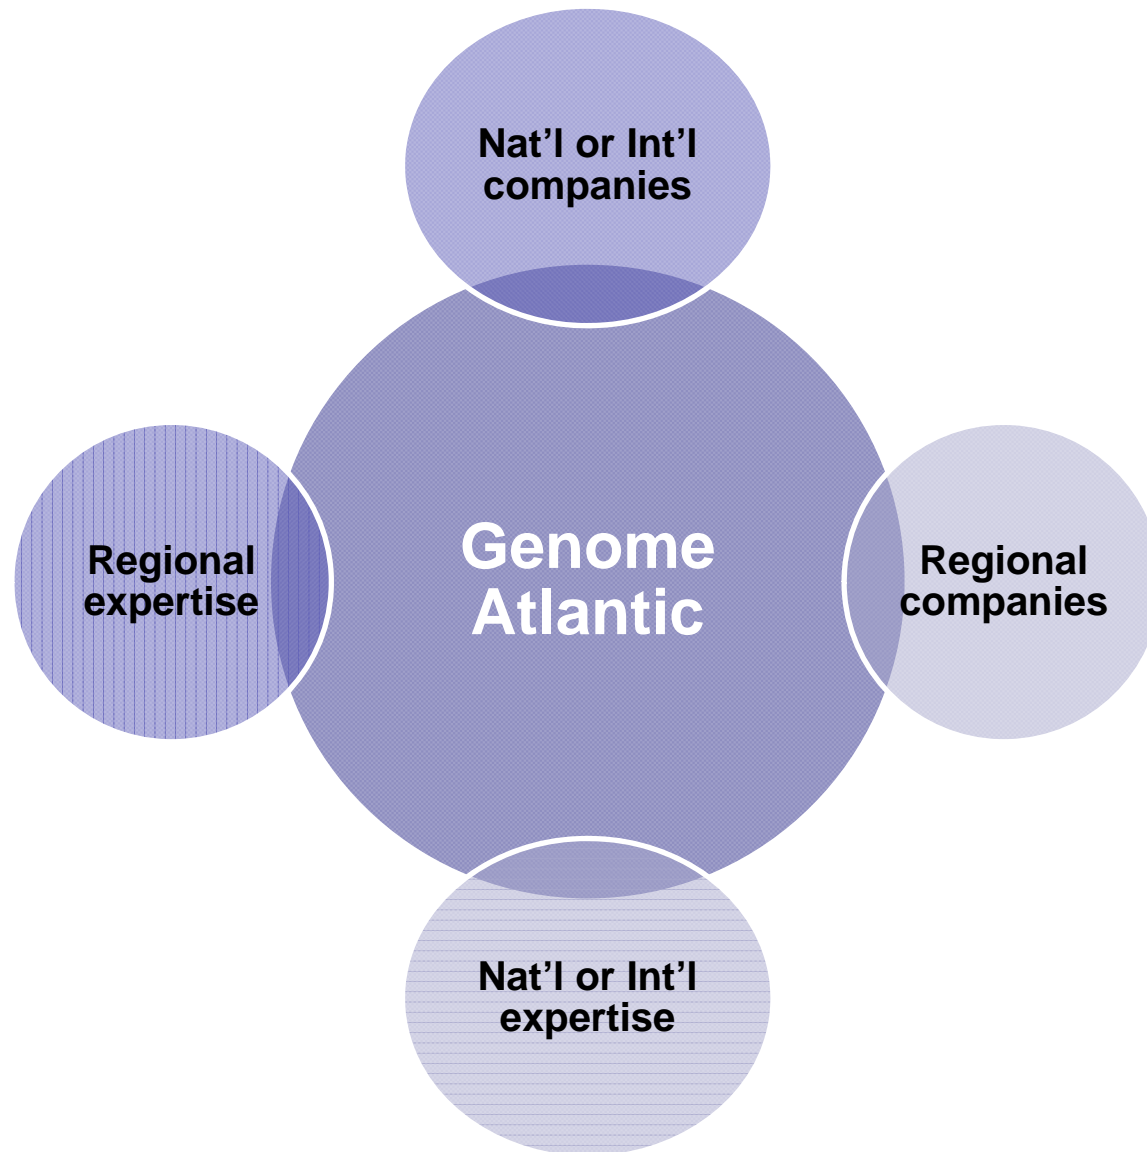 Nat’l or Int’l
companies
Regional
expertise
Genome
Atlantic
Regional
companies
Nat’l or Int’l
expertise